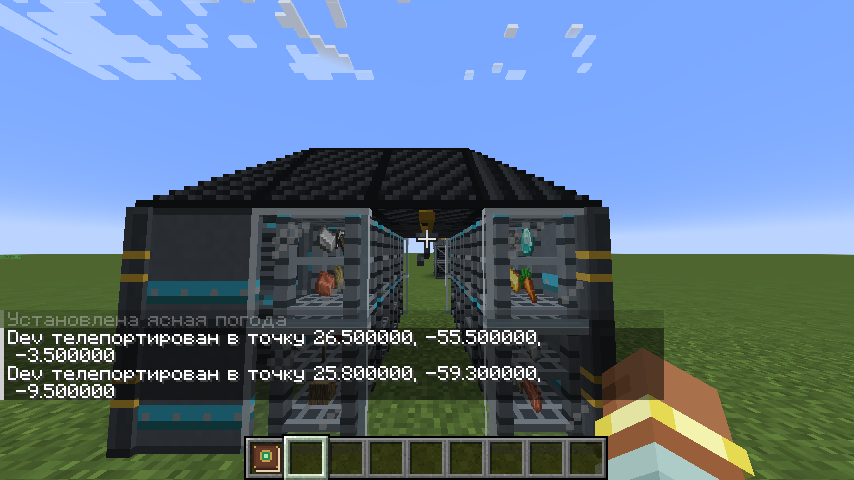 Установлена ясная погода
Dev телепортирован в точку 26.500000, -55.500000,
-3.500000
Dev телепортирован в точку 25.800000, -59.300000,
-9.500000